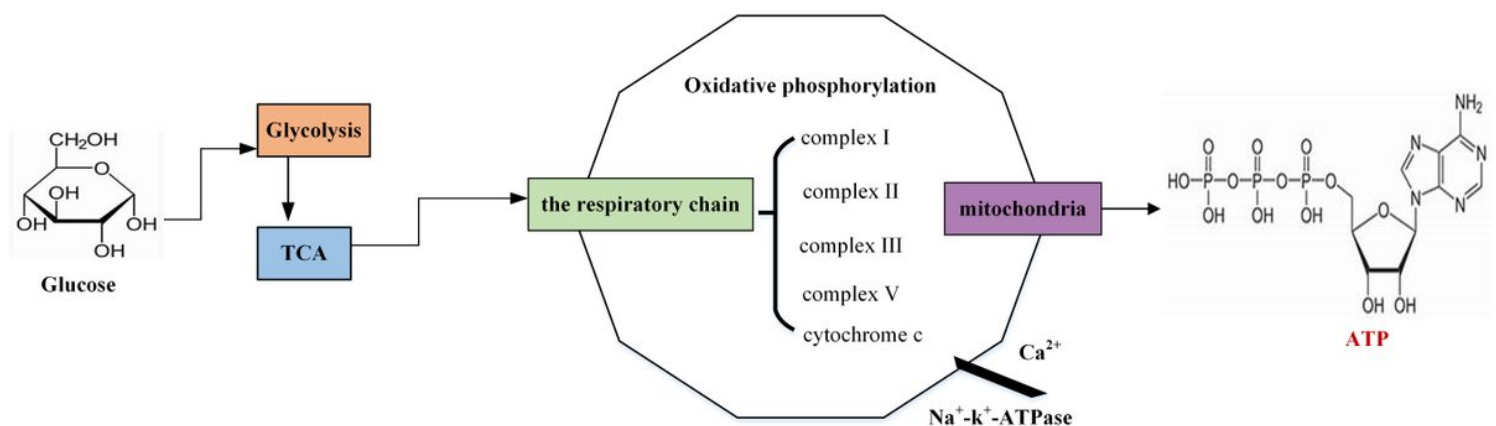 CH2OH
O
OH
OH
OH
OH
Glucose
Glycolysis
TCA
the respiratory chain
Oxidative phosphorylation
complex I
complex II
complex III
complex V
cytochrome c
mitochondria
Ca2+
Na+-k+-ATPase
NH2
N
N
N
N
O O O
HO-P-O-P-O-P-O
OH OH OH
O
OH OH
ATP